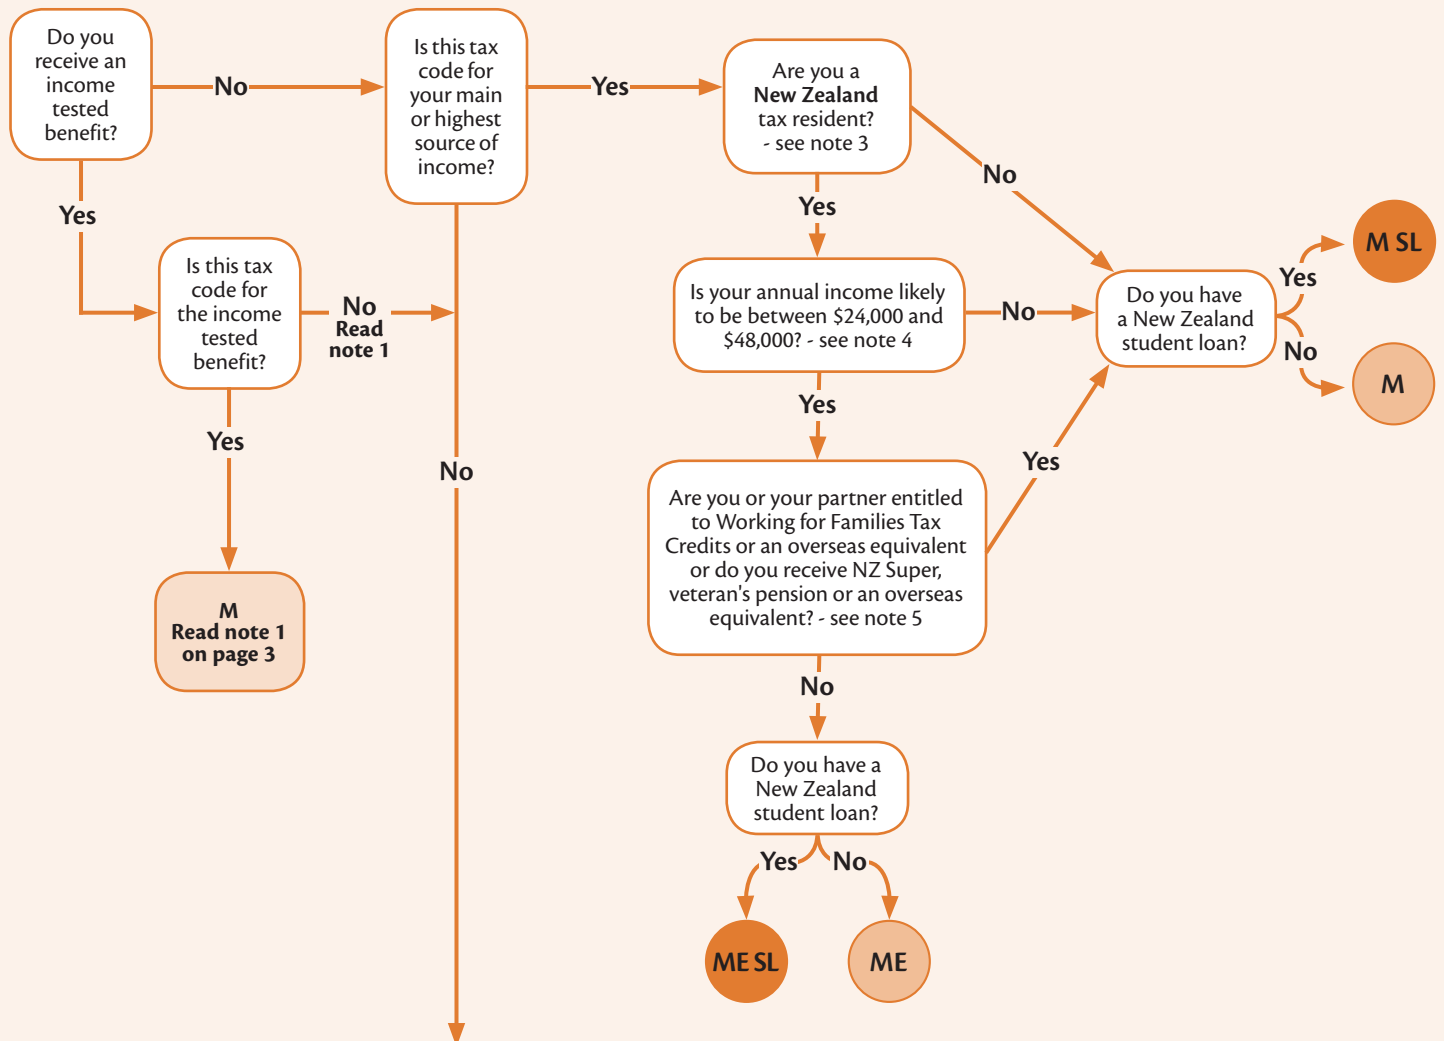 Do you
receive an
income
tested
benefit?
No
Is this tax
code for
your main
or highest
source of
income?
Yes
Are you a
New Zealand
tax resident?
- see note 3
No
Yes
Yes
Is this tax
code for
the income
tested
benefit?
No
Read
note 1
Is your annual income likely
to be between $24,000 and
$48,000? - see note 4
No
Do you have
a New Zealand
student loan?
Yes
M SL
No
M
Yes
Yes
No
Are you or your partner entitled
to Working for Families Tax
Credits or an overseas equivalent
or do you receive NZ Super,
veteran's pension or an overseas
equivalent? - see note 5
Yes
M
Read note 1
on page 3
No
Do you have a
New Zealand
student loan?
Yes
No
ME SL
ME